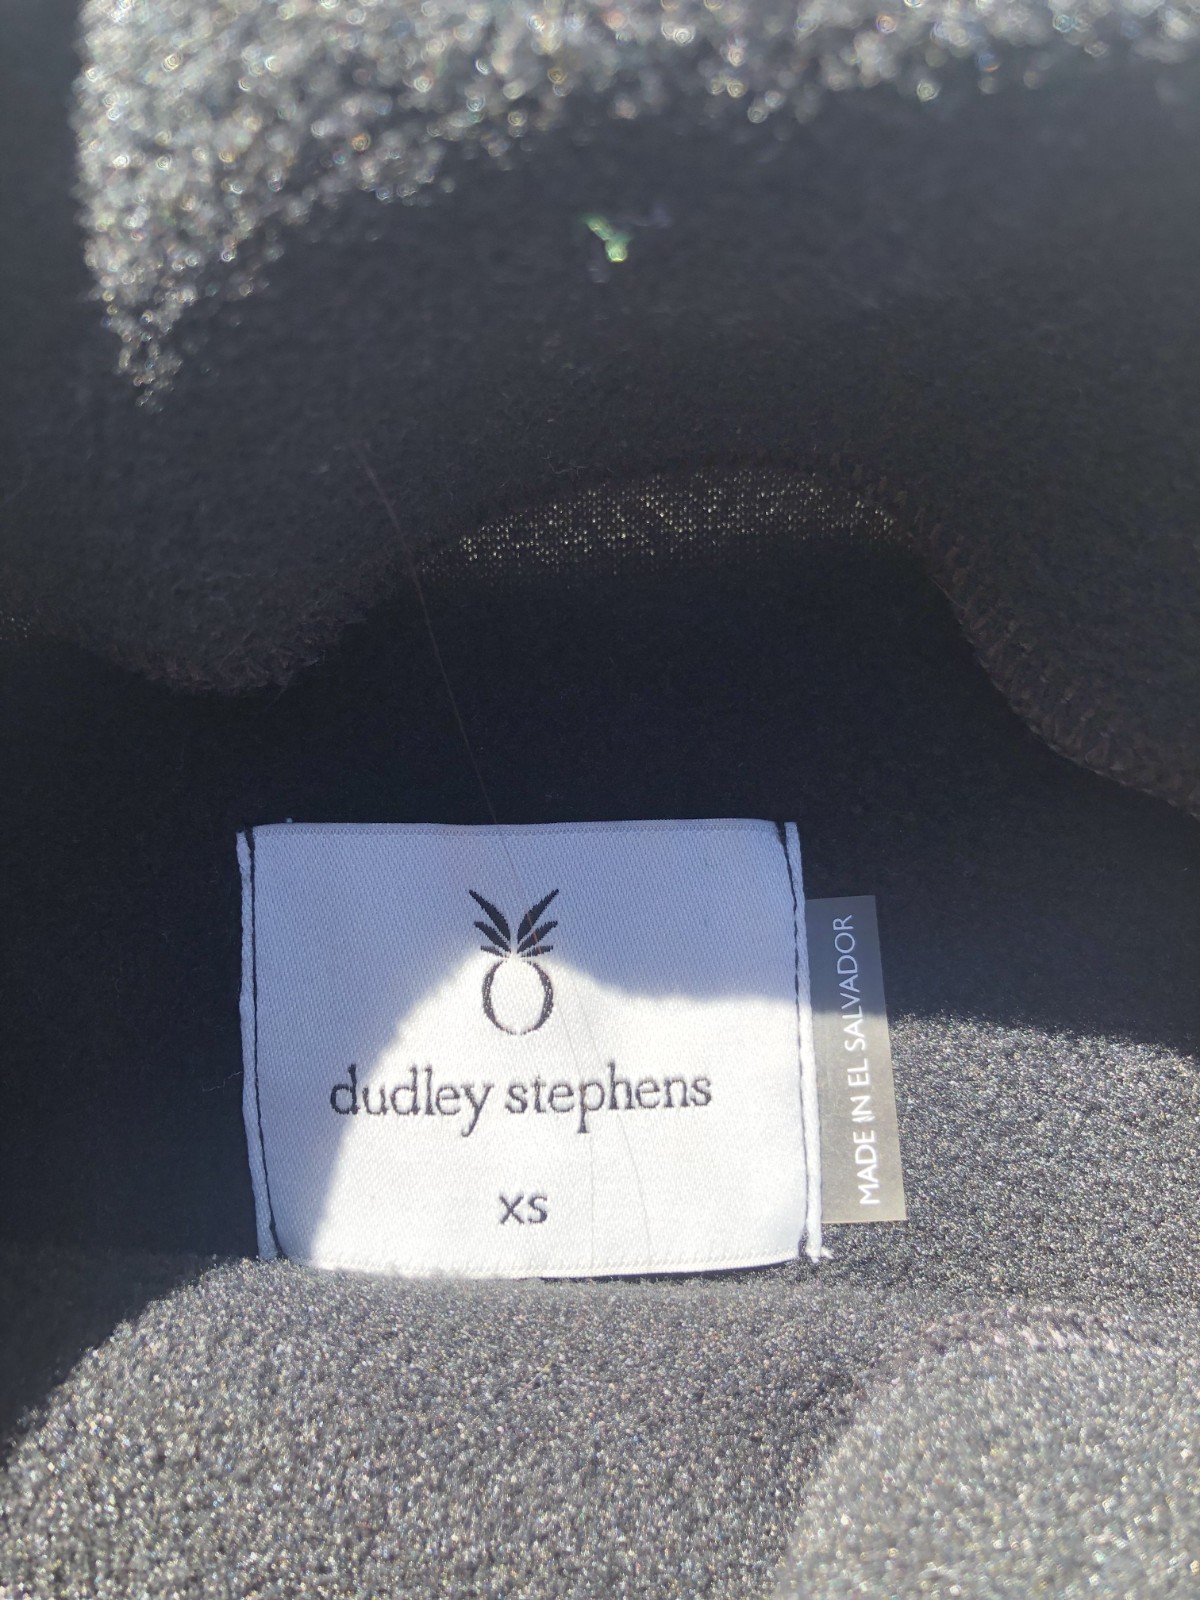 dudley stephens
XS
MADE IN EL SALVADOR